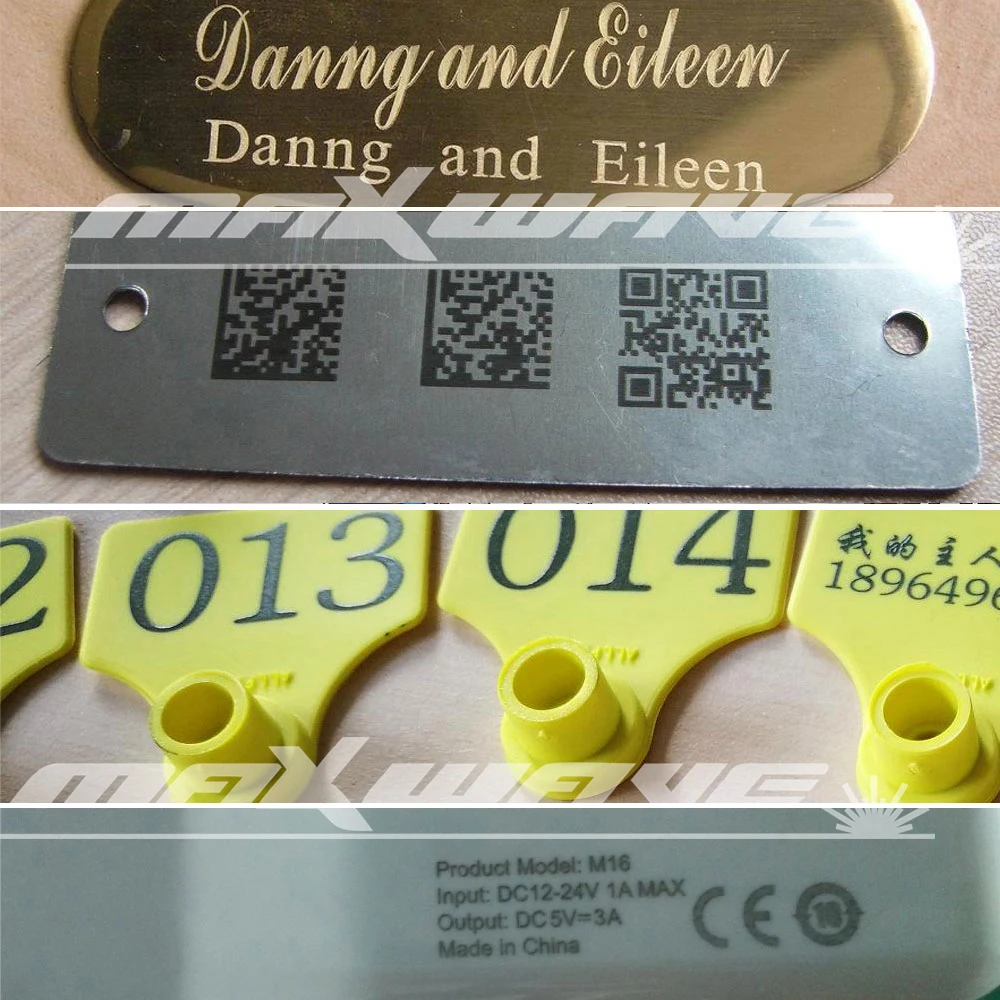 Danng and Eileen
Danng and Eileen
MAXWAVE
2
013
014
我的主人
1896496
MAXWAVE
Product Model: M16
Input: DC12-24V 1A MAX
Output: DC5V=3A
Made in China
CE